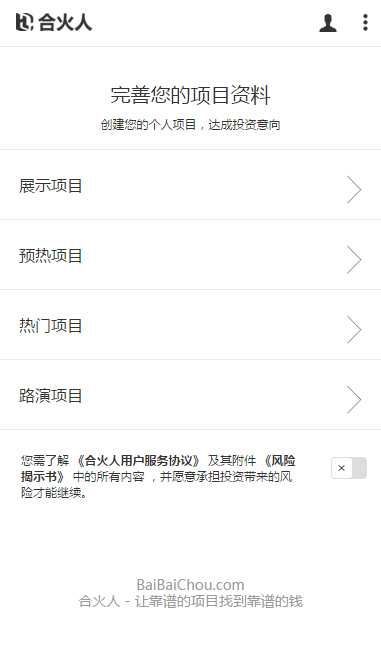 合火人
完善您的项目资料
创建您的个人项目，达成投资意向
展示项目
预热项目
热门项目
路演项目
您需了解 《合火人用户服务协议》 及其附件 《风险
揭示书》 中的所有内容 ，并愿意承担投资带来的风
险才能继续。
BaiBaiChou.com
合火人 - 让靠谱的项目找到靠谱的钱